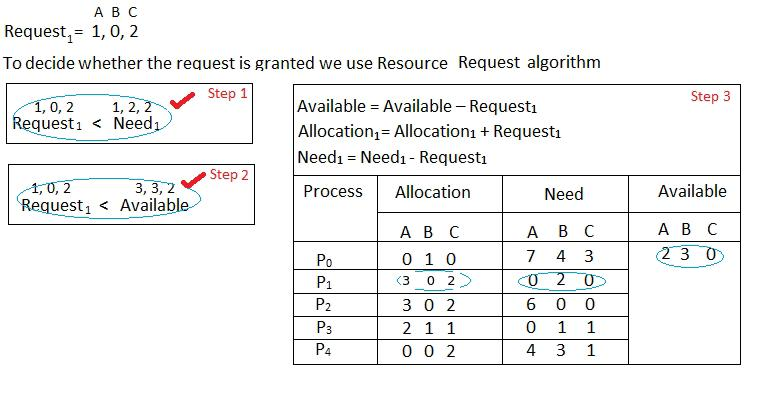 A B C
Request₁= 1, 0, 2
To decide whether the request is granted we use Resource Request algorithm
Step 1
1, 0, 2 1, 2, 2
Request₁ < Need₁
Step 2
1, 0, 2 3, 3, 2
Request₁ < Available
Step 3
Available = Available – Request₁
Allocation₁= Allocation₁ + Request₁
Need₁ = Need₁ - Request₁
Process Allocation Need Available
A B C A B C A B C
P₀ 0 1 0 7 4 3 2 3 0
P₁ 3 0 2 0 2 0
P₂ 3 0 2 6 0 0
P₃ 2 1 1 0 1 1
P₄ 0 0 2 4 3 1